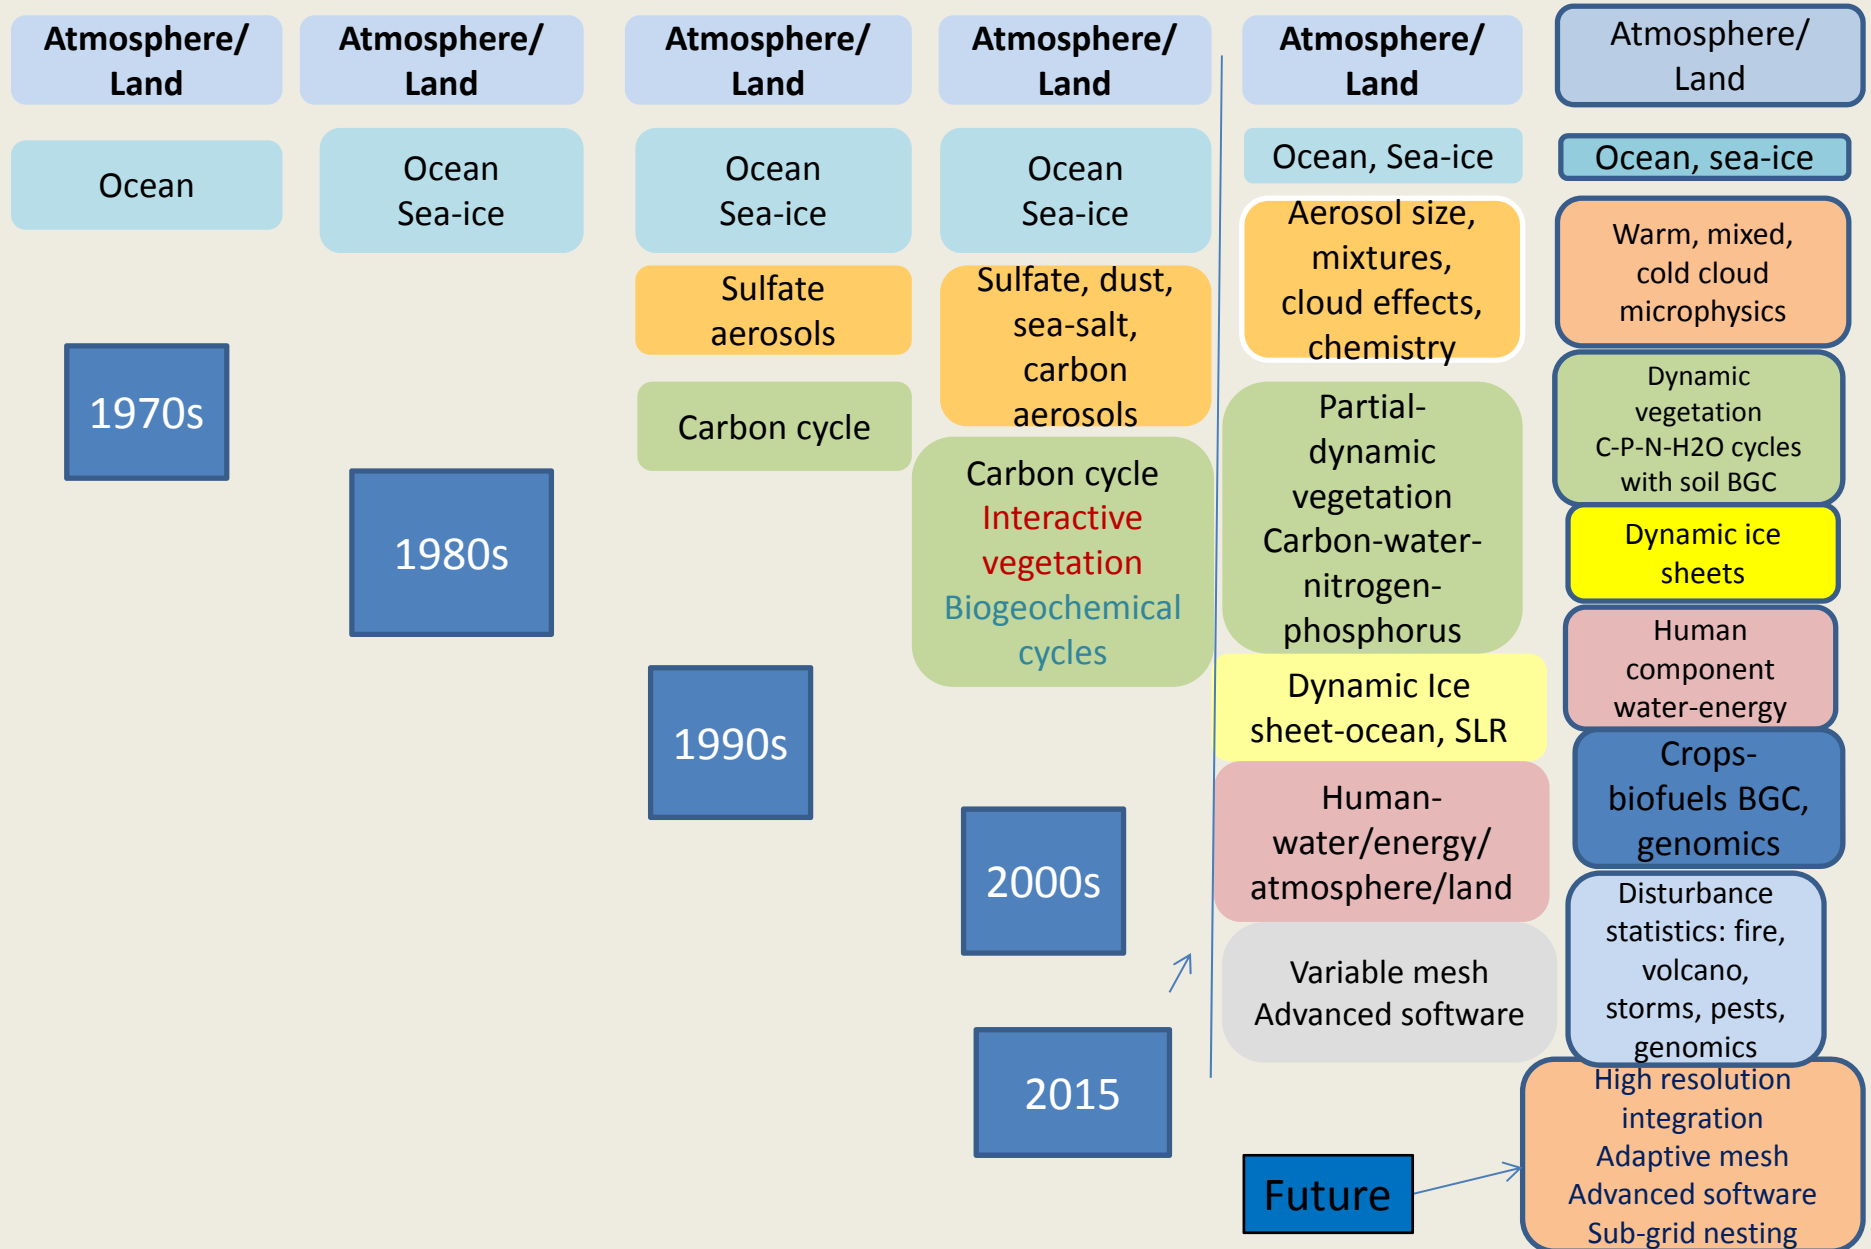 Atmosphere/
Land
Ocean
1970s
Atmosphere/
Land
Ocean
Sea-ice
1980s
Atmosphere/
Land
Ocean
Sea-ice
Sulfate
aerosols
Carbon cycle
1990s
Atmosphere/
Land
Ocean
Sea-ice
Sulfate, dust,
sea-salt,
carbon
aerosols
Carbon cycle
Interactive
vegetation
Biogeochemical
cycles
2000s
2015
Atmosphere/
Land
Ocean, Sea-ice
Aerosol size,
mixtures,
cloud effects,
chemistry
Partial-
dynamic
vegetation
Carbon-water-
nitrogen-
phosphorus
Dynamic Ice
sheet-ocean, SLR
Human-
water/energy/
atmosphere/land
Variable mesh
Advanced software
Future
Atmosphere/
Land
Ocean, sea-ice
Warm, mixed,
cold cloud
microphysics
Dynamic
vegetation
C-P-N-H2O cycles
with soil BGC
Dynamic ice
sheets
Human
component
water-energy
Crops-
biofuels BGC,
genomics
Disturbance
statistics: fire,
volcano,
storms, pests,
genomics
High resolution
integration
Adaptive mesh
Advanced software
Sub-grid nesting